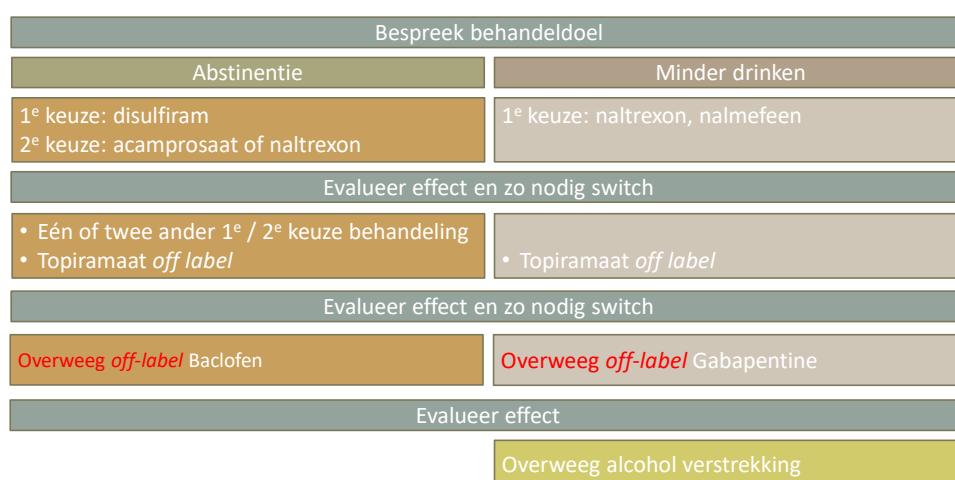 Bespreek behandeldoel
Abstinentie
Minder drinken
1e keuze: disulfiram
2e keuze: acamprosaat of naltrexon
1e keuze: naltrexon, nalmefeen
Evalueer effect en zo nodig switch
• Eén of twee ander 1e / 2e keuze behandeling
• Topiramaat off label
• Topiramaat off label
Evalueer effect en zo nodig switch
Overweeg off-label Baclofen
Overweeg off-label Gabapentine
Evalueer effect
Overweeg alcohol verstrekking